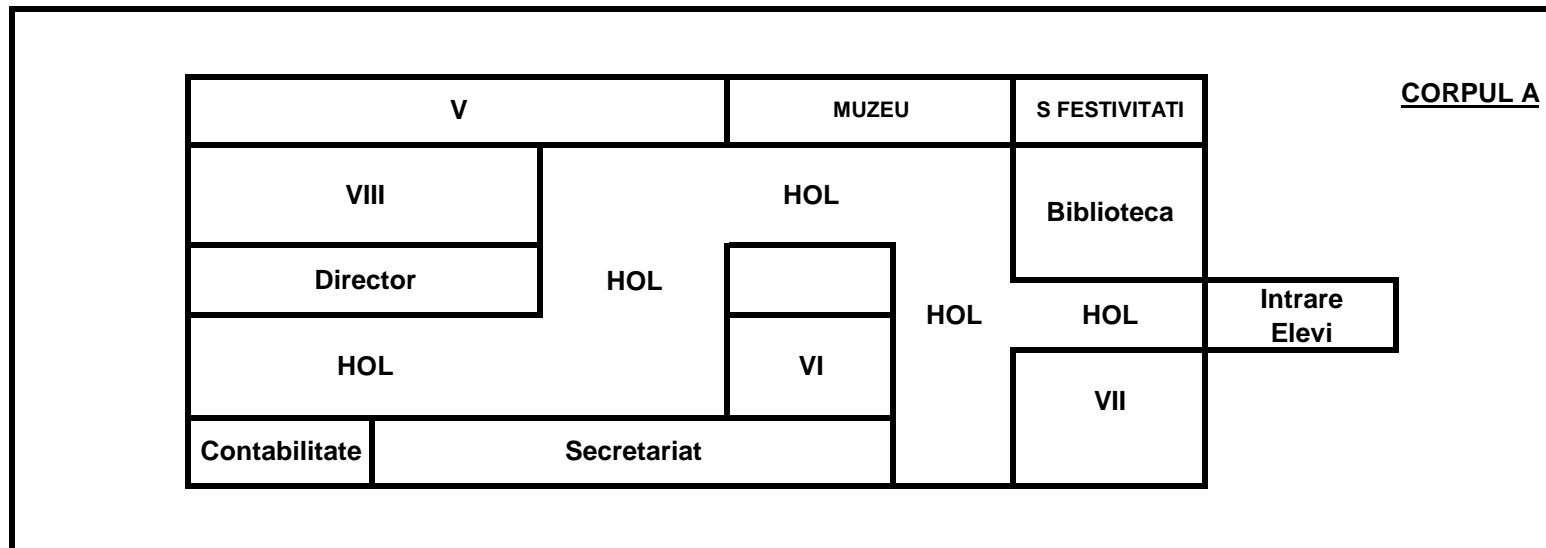 CORPUL A
V
MUZEU
S FESTIVITATI
VIII
HOL
Biblioteca
Director
HOL
HOL
HOL
Intrare
Elevi
HOL
VI
VII
Contabilitate
Secretariat